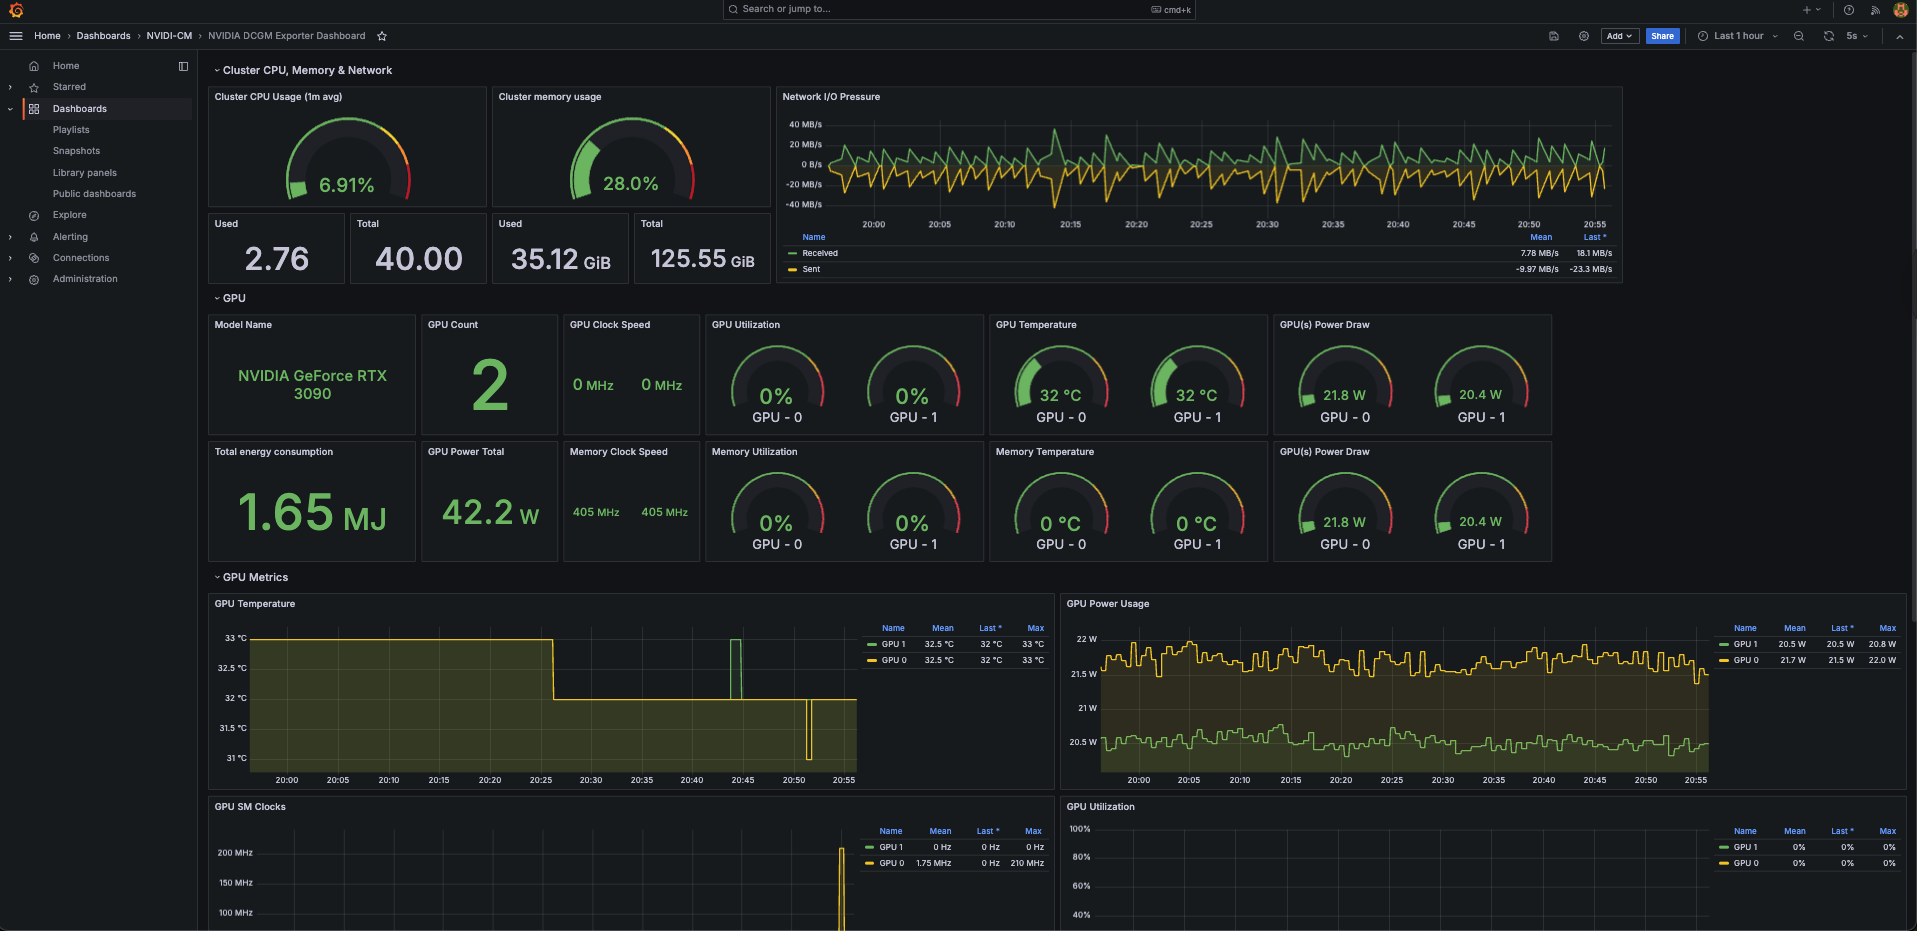 Search or jump to...
cmd+k
Home › Dashboards › NVIDI-CM › NVIDIA DCGM Exporter Dashboard
Add
Share
Last 1 hour
5s
Home
Starred
Dashboards
Playlists
Snapshots
Library panels
Public dashboards
Explore
Alerting
Connections
Administration
Cluster CPU, Memory & Network
Cluster CPU Usage (1m avg)
6.91%
Cluster memory usage
28.0%
Used
2.76
Total
40.00
Used
35.12 GiB
Total
125.55 GiB
Network I/O Pressure
40 MB/s
20 MB/s
0 B/s
-20 MB/s
-40 MB/s
20:00 20:05 20:10 20:15 20:20 20:25 20:30 20:35 20:40 20:45 20:50 20:55
Name Mean Last *
Received 7.78 MB/s 18.1 MB/s
Sent -9.97 MB/s -23.3 MB/s
GPU
Model Name
NVIDIA GeForce RTX
3090
GPU Count
2
GPU Clock Speed
0 MHz 0 MHz
GPU Utilization
0% 0%
GPU - 0 GPU - 1
GPU Temperature
32 °C 32 °C
GPU - 0 GPU - 1
GPU(s) Power Draw
21.8 W 20.4 W
GPU - 0 GPU - 1
Total energy consumption
1.65 MJ
GPU Power Total
42.2 W
Memory Clock Speed
405 MHz 405 MHz
Memory Utilization
0% 0%
GPU - 0 GPU - 1
Memory Temperature
0 °C 0 °C
GPU - 0 GPU - 1
GPU(s) Power Draw
21.8 W 20.4 W
GPU - 0 GPU - 1
GPU Metrics
GPU Temperature
33 °C
32.5 °C
32 °C
31.5 °C
31 °C
20:00 20:05 20:10 20:15 20:20 20:25 20:30 20:35 20:40 20:45 20:50 20:55
Name Mean Last * Max
GPU 1 32.5 °C 32 °C 33 °C
GPU 0 32.5 °C 32 °C 33 °C
GPU Power Usage
22 W
21.5 W
21 W
20.5 W
20:00 20:05 20:10 20:15 20:20 20:25 20:30 20:35 20:40 20:45 20:50 20:55
Name Mean Last * Max
GPU 1 20.5 W 20.5 W 20.8 W
GPU 0 21.7 W 21.5 W 22.0 W
GPU SM Clocks
200 MHz
150 MHz
100 MHz
Name Mean Last * Max
GPU 1 0 Hz 0 Hz 0 Hz
GPU 0 1.75 MHz 0 Hz 210 MHz
GPU Utilization
100%
80%
60%
40%
Name Mean Last * Max
GPU 1 0% 0% 0%
GPU 0 0% 0% 0%